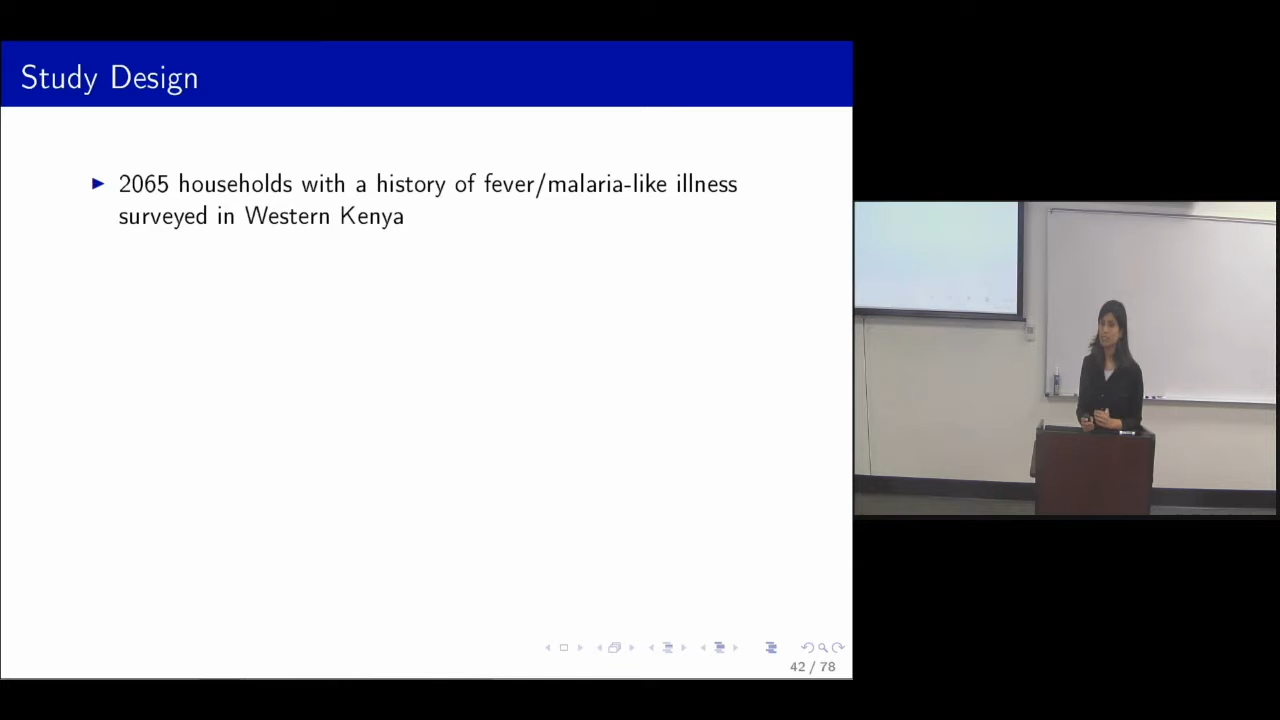 Study Design
2065 households with a history of fever/malaria-like illness
surveyed in Western Kenya
42 / 78